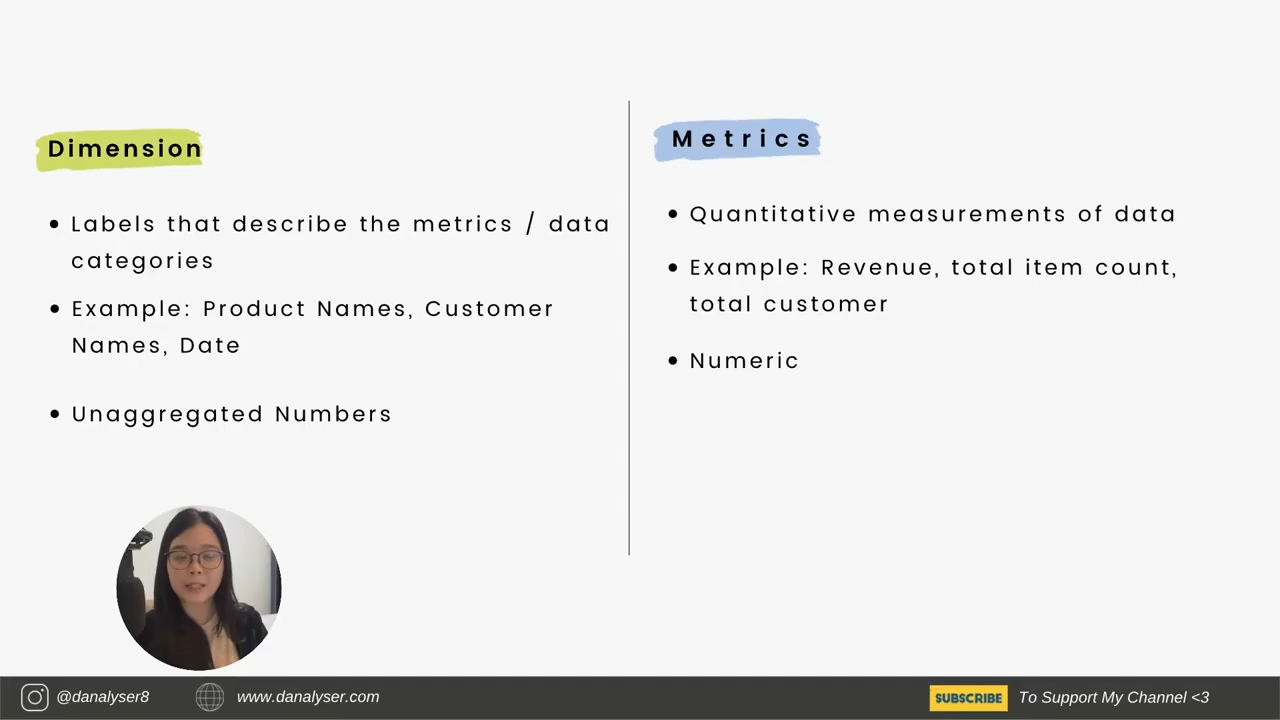 Dimension
Labels that describe the metrics / data
categories
Example: Product Names, Customer
Names, Date
Unaggregated Numbers
Metrics
Quantitative measurements of data
Example: Revenue, total item count,
total customer
Numeric
@danalyser8
www.danalyser.com
SUBSCRIBE
To Support My Channel <3